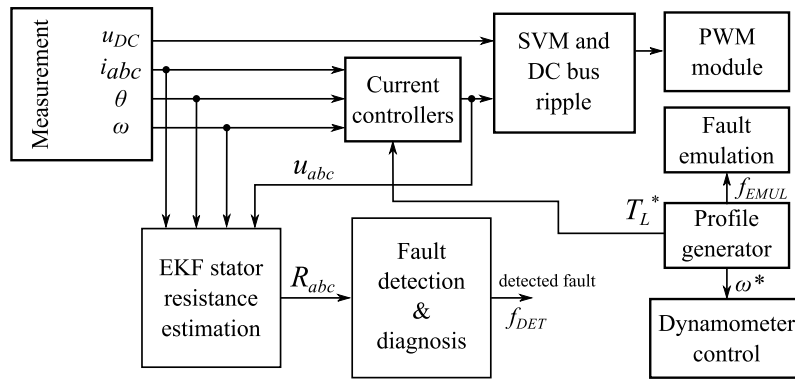 Measurement
u_DC
i_abc
θ
ω
Current
controllers
SVM and
DC bus
ripple
PWM
module
Fault
emulation
f_EMUL
u_abc
T_L*
Profile
generator
ω*
Dynamometer
control
EKF stator
resistance
estimation
R_abc
Fault
detection
&
diagnosis
detected fault
f_DET